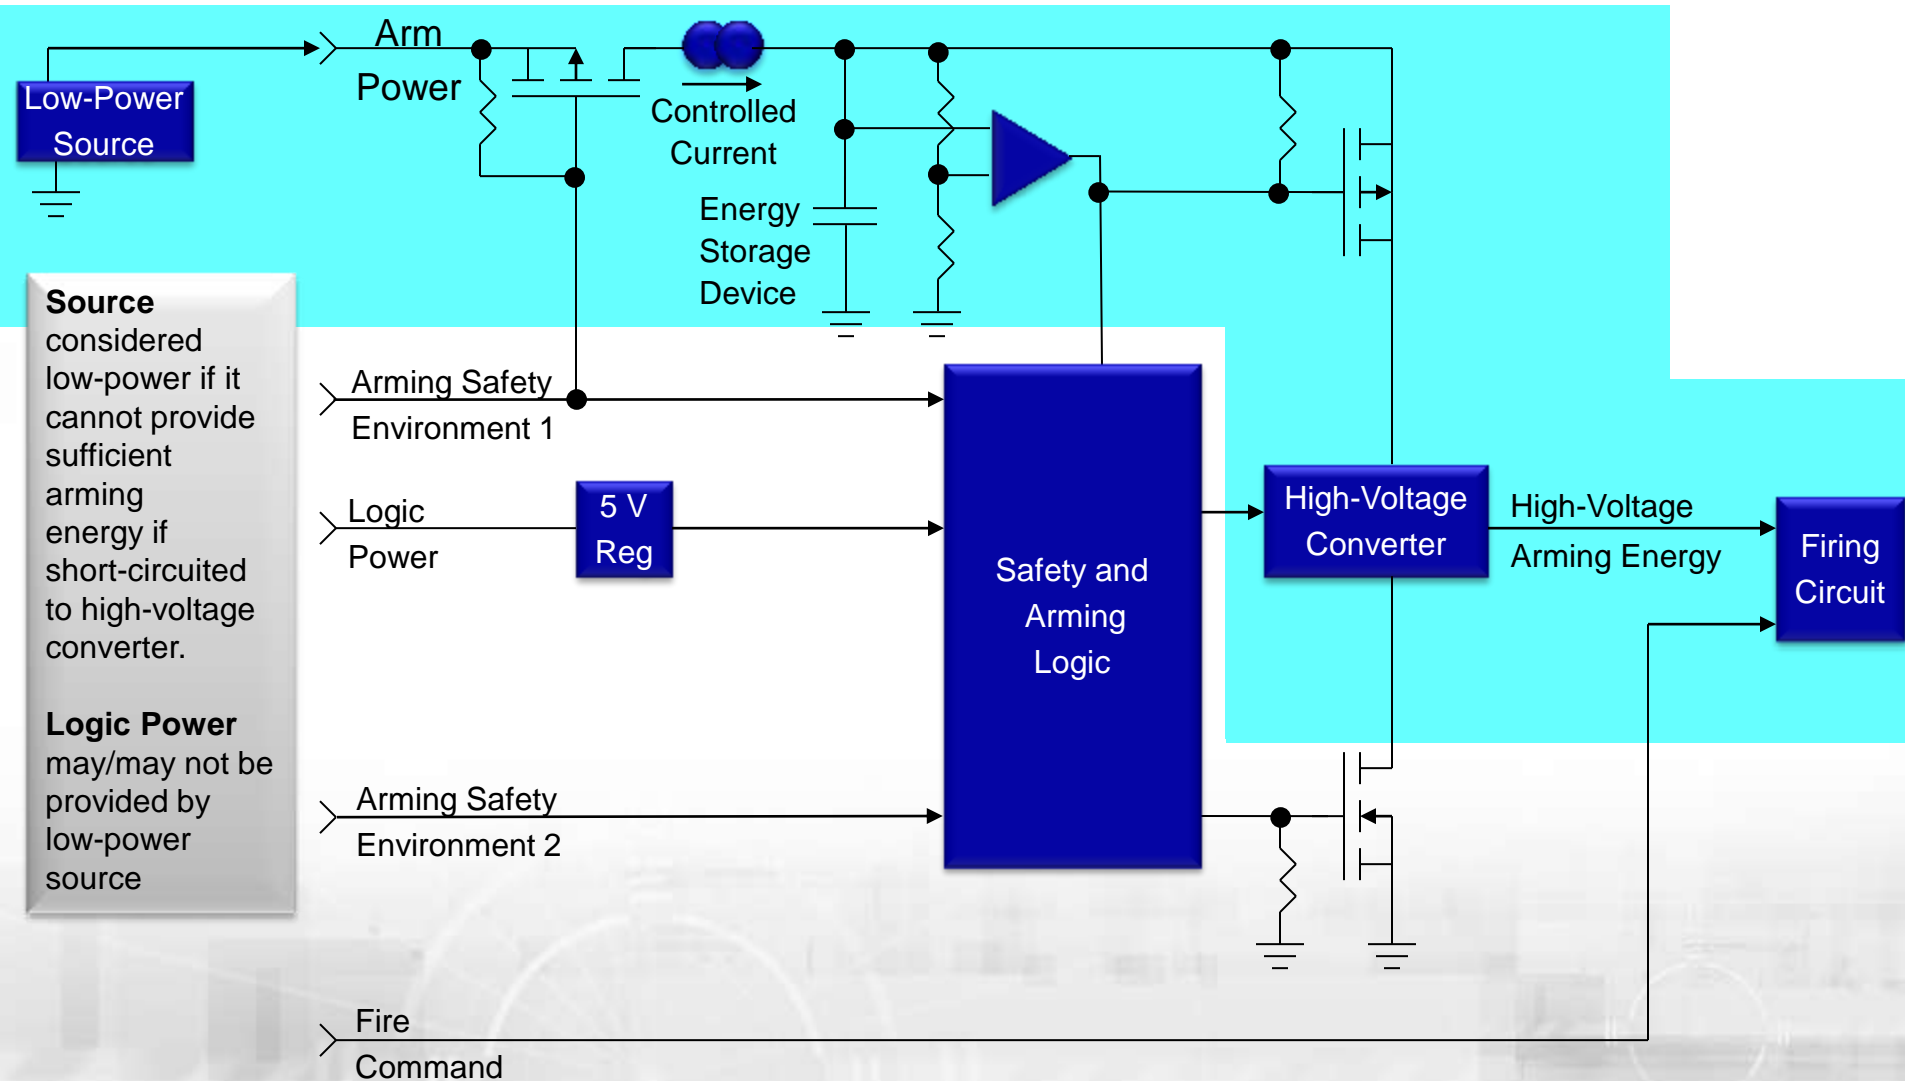 Arm
Power
Low-Power
Source
Controlled
Current
Energy
Storage
Device
Source
considered
low-power if it
cannot provide
sufficient
arming
energy if
short-circuited
to high-voltage
converter.
Logic Power
may/may not be
provided by
low-power
source
Arming Safety
Environment 1
Logic
Power
5 V
Reg
Arming Safety
Environment 2
Safety and
Arming
Logic
High-Voltage
Converter
High-Voltage
Arming Energy
Firing
Circuit
Fire
Command